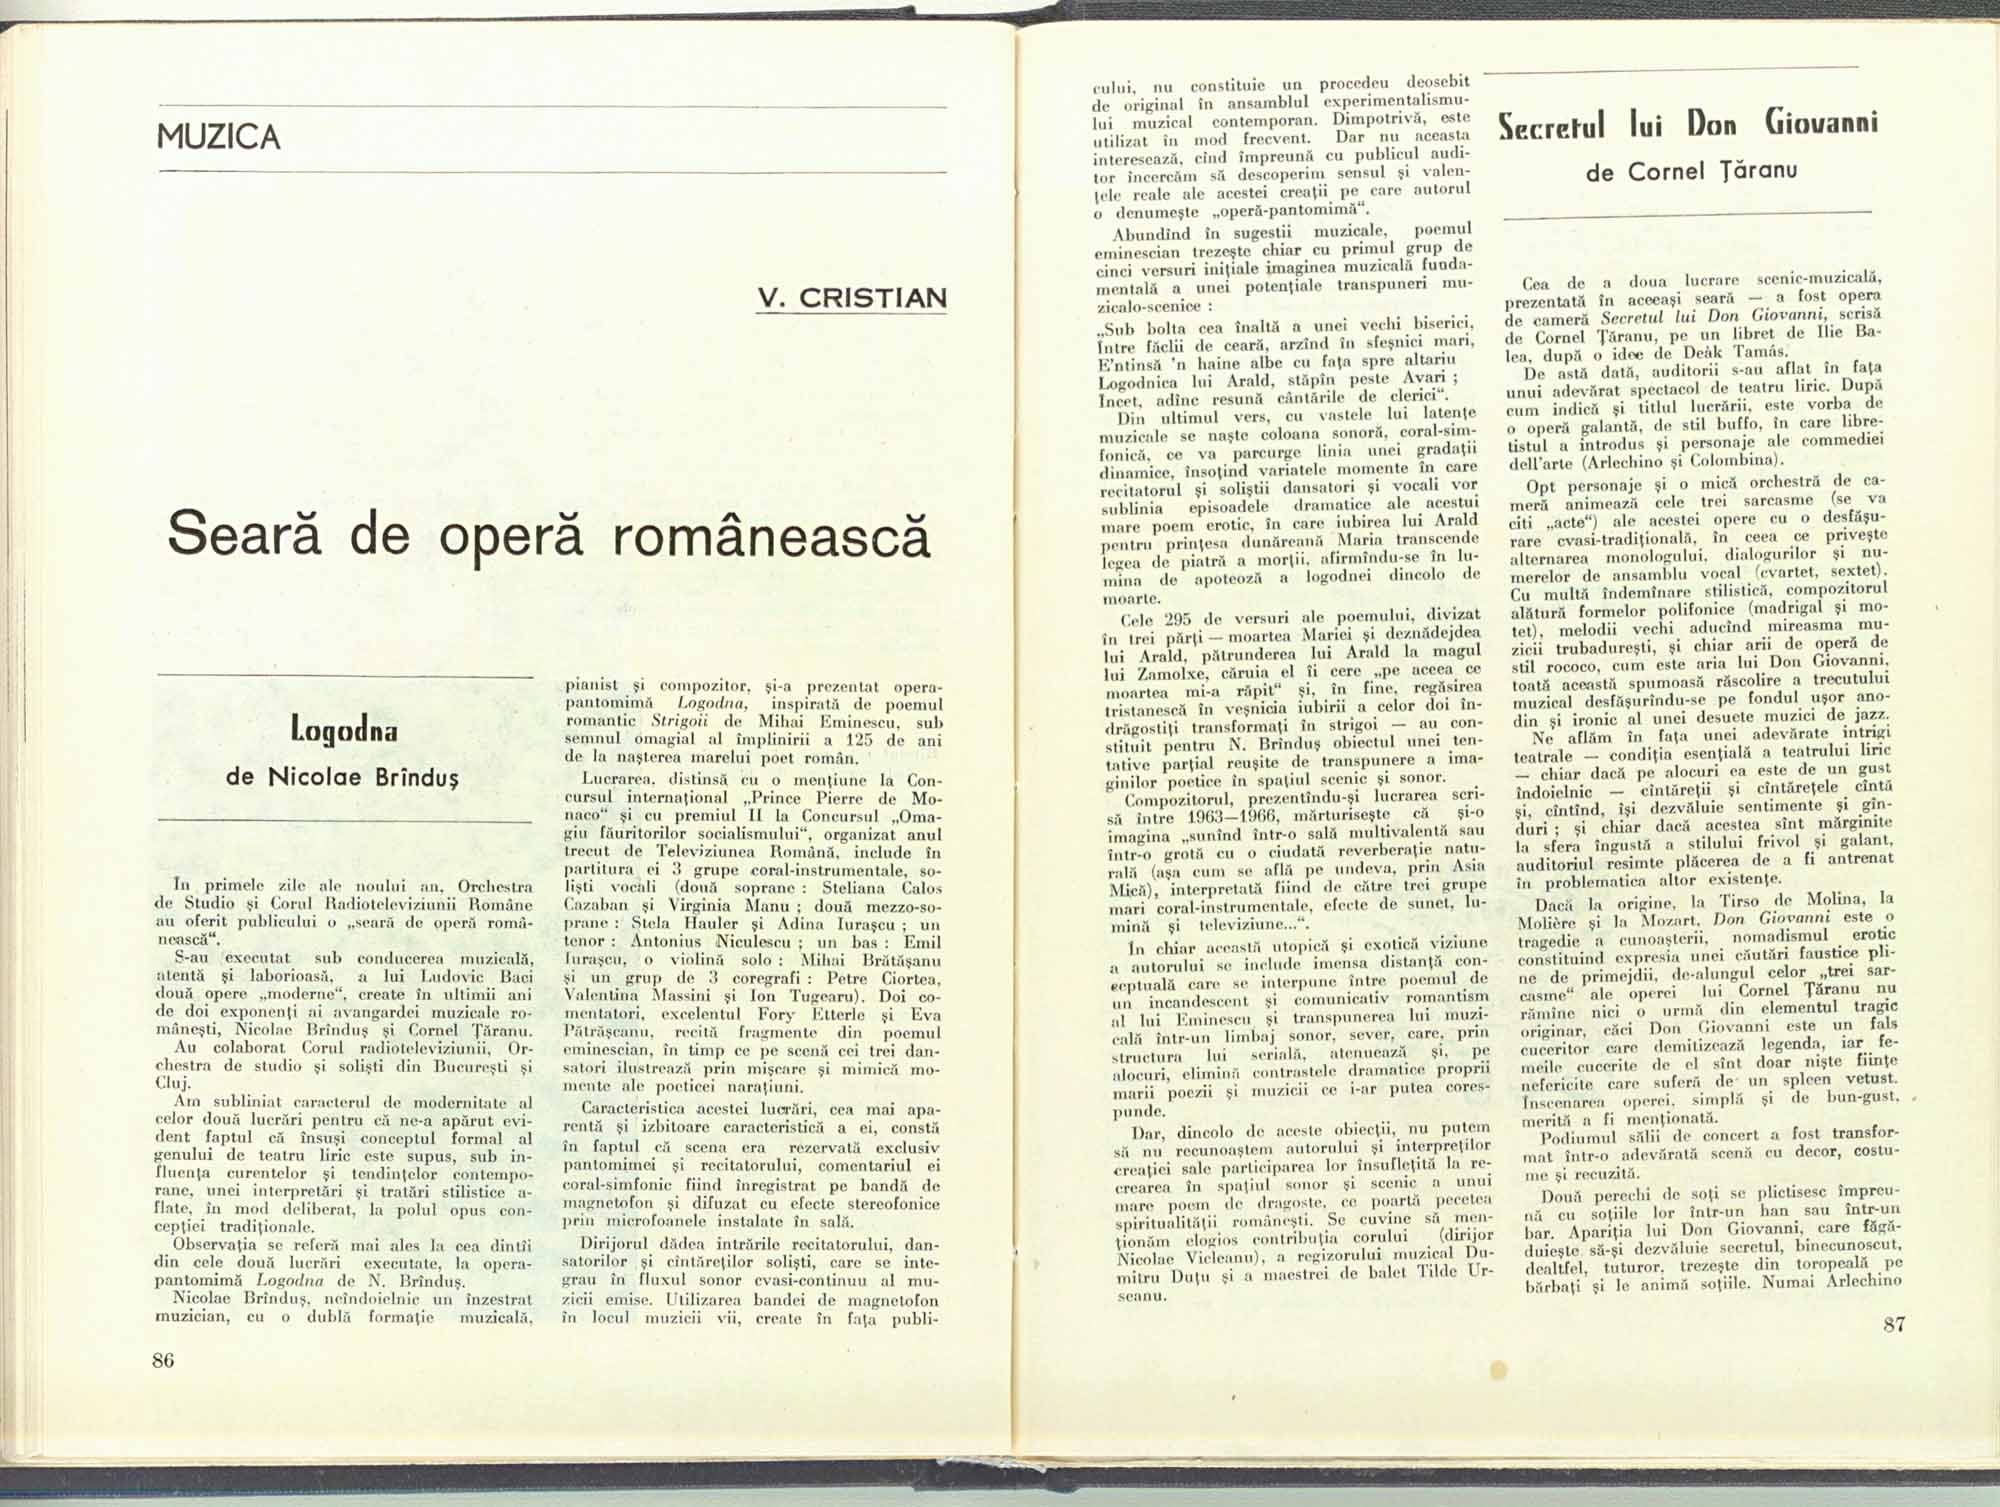 MUZICA
V. CRISTIAN
Seară de operă românească
Logodna
de Nicolae Brînduş
In primele zile ale noului an, Orchestra
de Studio şi Corul Radioteleviziunii Române
au oferit publicului o „seară de operă româ-
nească“.
S-au executat sub conducerea muzicală,
atentă şi laborioasă, a lui Ludovic Baci
două opere „moderne“, create în ultimii ani
de doi exponenţi ai avangardei muzicale ro-
mâneşti, Nicolae Brînduş şi Cornel Ţăranu.
Au colaborat Corul radioteleviziunii, Or-
chestra de studio şi solişti din Bucureşti şi
Cluj.
Am subliniat caracterul de modernitate al
celor două lucrări pentru că ne-a apărut evi-
dent faptul că însuşi conceptul formal al
genului de teatru liric este supus, sub in-
fluenţa curentelor şi tendinţelor contempo-
rane, unei interpretări şi tratări stilistice a-
flate, în mod deliberat, la polul opus con-
cepţiei tradiţionale.
Observaţia se referă mai ales la cea dintîi
din cele două lucrări executate, la opera-
pantomimă Logodna de N. Brînduş.
Nicolae Brînduş, neîndoielnic un înzestrat
muzician, cu o dublă formaţie muzicală,
pianist şi compozitor, şi-a prezentat opera-
pantomimă Logodna, inspirată de poemul
romantic Strigoii de Mihai Eminescu, sub
semnul omagial al împlinirii a 125 de ani
de la naşterea marelui poet român.
Lucrarea, distinsă cu o menţiune la Con-
cursul internaţional „Prince Pierre de Mo-
naco“ şi cu premiul II la Concursul „Oma-
giu făuritorilor socialismului“, organizat anul
trecut de Televiziunea Română, include în
partitura ei 3 grupe coral-instrumentale, so-
lişti vocali (două soprane : Steliana Calos
Cazaban şi Virginia Manu ; două mezzo-so-
prane : Stela Hauler şi Adina Iuraşcu ; un
tenor : Antonius Niculescu ; un bas : Emil
Iuraşcu, o violină solo : Mihai Brătăşanu
şi un grup de 3 coregrafi : Petre Ciortea,
Valentina Massini şi Ion Tugearu). Doi co-
mentatori, excelentul Fory Etterle şi Eva
Pătrăşcanu, recită fragmente din poemul
eminescian, în timp ce pe scenă cei trei dan-
satori ilustrează prin mişcare şi mimică mo-
mente ale poeticei naraţiuni.
Caracteristica acestei lucrări, cea mai apa-
rentă şi izbitoare caracteristică a ei, constă
în faptul că scena era rezervată exclusiv
pantomimei şi recitatorului, comentariul ei
coral-simfonic fiind înregistrat pe bandă de
magnetofon şi difuzat cu efecte stereofonice
prin microfoanele instalate în sală.
Dirijorul dădea intrările recitatorului, dan-
satorilor şi cîntăreţilor solişti, care se inte-
grau în fluxul sonor cvasi-continuu al mu-
zicii emise. Utilizarea bandei de magnetofon
în locul muzicii vii, create în faţa publi-
86
cului, nu constituie un procedeu deosebit
de original în ansamblul experimentalismu-
lui muzical contemporan. Dimpotrivă, este
utilizat în mod frecvent. Dar nu aceasta
interesează, cînd împreună cu publicul audi-
tor încercăm să descoperim sensul şi valen-
ţele reale ale acestei creaţii pe care autorul
o denumeşte „operă-pantomimă“.
Abundînd în sugestii muzicale, poemul
eminescian trezeşte chiar cu primul grup de
cinci versuri iniţiale imaginea muzicală funda-
mentală a unei potenţiale transpuneri mu-
zicalo-scenice :
„Sub bolta cea înaltă a unei vechi biserici,
Între făclii de ceară, arzînd în sfeşnici mari,
E'ntinsă 'n haine albe cu faţa spre altariu
Logodnica lui Arald, stăpîn peste Avari ;
Incet, adînc resună cântările de clerici“.
Din ultimul vers, cu vastele lui latenţe
muzicale se naşte coloana sonoră, coral-sim-
fonică, ce va parcurge linia unei gradaţii
dinamice, însoţind variatele momente în care
recitatorul şi soliştii dansatori şi vocali vor
sublinia episoadele dramatice ale acestui
mare poem erotic, în care iubirea lui Arald
pentru prinţesa dunăreană Maria transcende
legea de piatră a morţii, afirmîndu-se în lu-
mina de apoteoză a logodnei dincolo de
moarte.
Cele 295 de versuri ale poemului, divizat
în trei părţi — moartea Mariei şi deznădejdea
lui Arald, pătrunderea lui Arald la magul
lui Zamolxe, căruia el îi cere „pe aceea ce
moartea mi-a răpit“ şi, în fine, regăsirea
tristanescă în veşnicia iubirii a celor doi în-
drăgostiţi transformaţi în strigoi — au con-
stituit pentru N. Brînduş obiectul unei ten-
tative parţial reuşite de transpunere a ima-
ginilor poetice în spaţiul scenic şi sonor.
Compozitorul, prezentîndu-şi lucrarea scri-
să între 1963—1966, mărturiseşte că şi-o
imagina „sunînd într-o sală multivalentă sau
într-o grotă cu o ciudată reverberaţie natu-
rală (aşa cum se află pe undeva, prin Asia
Mică), interpretată fiind de către trei grupe
mari coral-instrumentale, efecte de sunet, lu-
mină şi televiziune...“.
In chiar această utopică şi exotică viziune
a autorului se include imensa distanţă con-
ceptuală care se interpune între poemul de
un incandescent şi comunicativ romantism
al lui Eminescu şi transpunerea lui muzi-
cală într-un limbaj sonor, sever, care, prin
structura lui serială, atenuează şi, pe
alocuri, elimină contrastele dramatice proprii
marii poezii şi muzicii ce i-ar putea cores-
punde.
Dar, dincolo de aceste obiecţii, nu putem
să nu recunoaştem autorului şi interpreţilor
creaţiei sale participarea lor însufleţită la re-
crearea în spaţiul sonor şi scenic a unui
mare poem de dragoste, ce poartă pecetea
spiritualităţii româneşti. Se cuvine să men-
ţionăm elogios contribuţia corului (dirijor
Nicolae Vicleanu), a regizorului muzical Du-
mitru Duţu şi a maestrei de balet Tilde Ur-
seanu.
Secretul lui Don Giovanni
de Cornel Ţăranu
Cea de a doua lucrare scenic-muzicală,
prezentată în aceeaşi seară — a fost opera
de cameră Secretul lui Don Giovanni, scrisă
de Cornel Ţăranu, pe un libret de Ilie Ba-
lea, după o idee de Deák Tamás.
De astă dată, auditorii s-au aflat în faţa
unui adevărat spectacol de teatru liric. După
cum indică şi titlul lucrării, este vorba de
o operă galantă, de stil buffo, în care libre-
tistul a introdus şi personaje ale commediei
dell'arte (Arlechino şi Colombina).
Opt personaje şi o mică orchestră de ca-
meră animează cele trei sarcasme (se va
citi „acte“) ale acestei opere cu o desfăşu-
rare cvasi-tradiţională, în ceea ce priveşte
alternarea monologului, dialogurilor şi nu-
merelor de ansamblu vocal (cvartet, sextet).
Cu multă îndemînare stilistică, compozitorul
alătură formelor polifonice (madrigal şi mo-
tet), melodii vechi aducînd mireasma mu-
zicii trubadureşti, şi chiar arii de operă de
stil rococo, cum este aria lui Don Giovanni,
toată această spumoasă răscolire a trecutului
muzical desfăşurîndu-se pe fondul uşor ano-
din şi ironic al unei desuete muzici de jazz.
Ne aflăm în faţa unei adevărate intrigi
teatrale — condiţia esenţială a teatrului liric
— chiar dacă pe alocuri ea este de un gust
îndoielnic — cîntăreţii şi cîntăreţele cîntă
şi, cîntînd, îşi dezvăluie sentimente şi gîn-
duri ; şi chiar dacă acestea sînt mărginite
la sfera îngustă a stilului frivol şi galant,
auditoriul resimte plăcerea de a fi antrenat
în problematica altor existenţe.
Dacă la origine, la Tirso de Molina, la
Molière şi la Mozart, Don Giovanni este o
tragedie a cunoaşterii, nomadismul erotic
constituind expresia unei căutări faustice pli-
ne de primejdii, de-alungul celor „trei sar-
casme“ ale operei lui Cornel Ţăranu nu
rămîne nici o urmă din elementul tragic
originar, căci Don Giovanni este un fals
cuceritor care demitizează legenda, iar fe-
meile cucerite de el sînt doar nişte fiinţe
nefericite care suferă de un spleen vetust.
Inscenarea operei, simplă şi de bun-gust,
merită a fi menţionată.
Podiumul sălii de concert a fost transfor-
mat într-o adevărată scenă cu decor, costu-
me şi recuzită.
Două perechi de soţi se plictisesc împreu-
nă cu soţiile lor într-un han sau într-un
bar. Apariţia lui Don Giovanni, care făgă-
duieşte să-şi dezvăluie secretul, binecunoscut,
dealtfel, tuturor, trezeşte din toropeală pe
bărbaţi şi le animă soţiile. Numai Arlechino
87